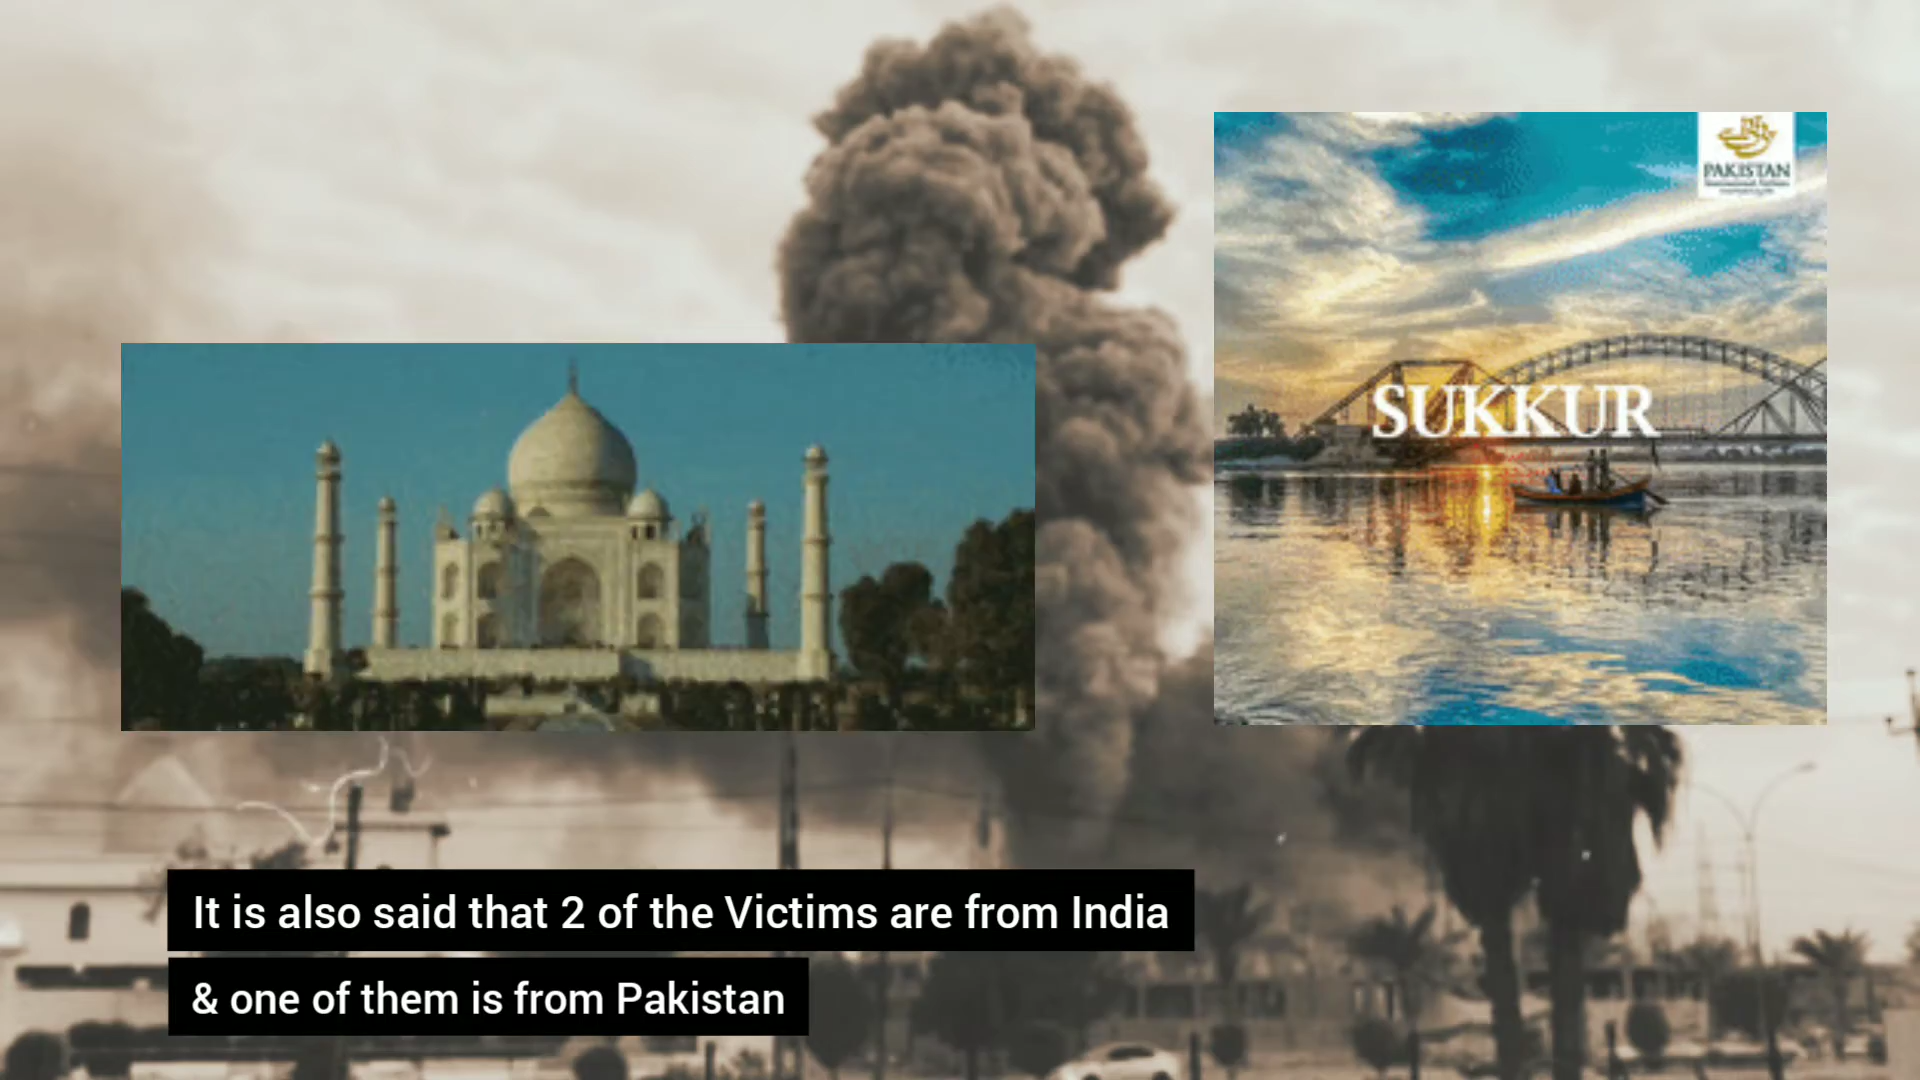 PAKISTAN
SUKKUR
It is also said that 2 of the Victims are from India
& one of them is from Pakistan